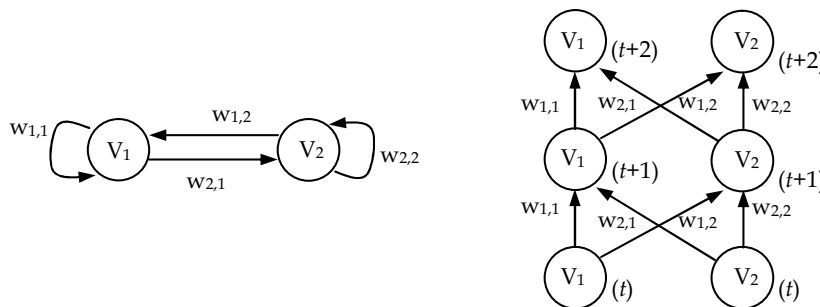 w1,1
V1
w1,2
w2,1
V2
w2,2
V1
(t+2)
V2
(t+2)
w1,1
w2,1
w1,2
w2,2
V1
(t+1)
V2
(t+1)
w1,1
w2,1
w1,2
w2,2
V1
(t)
V2
(t)